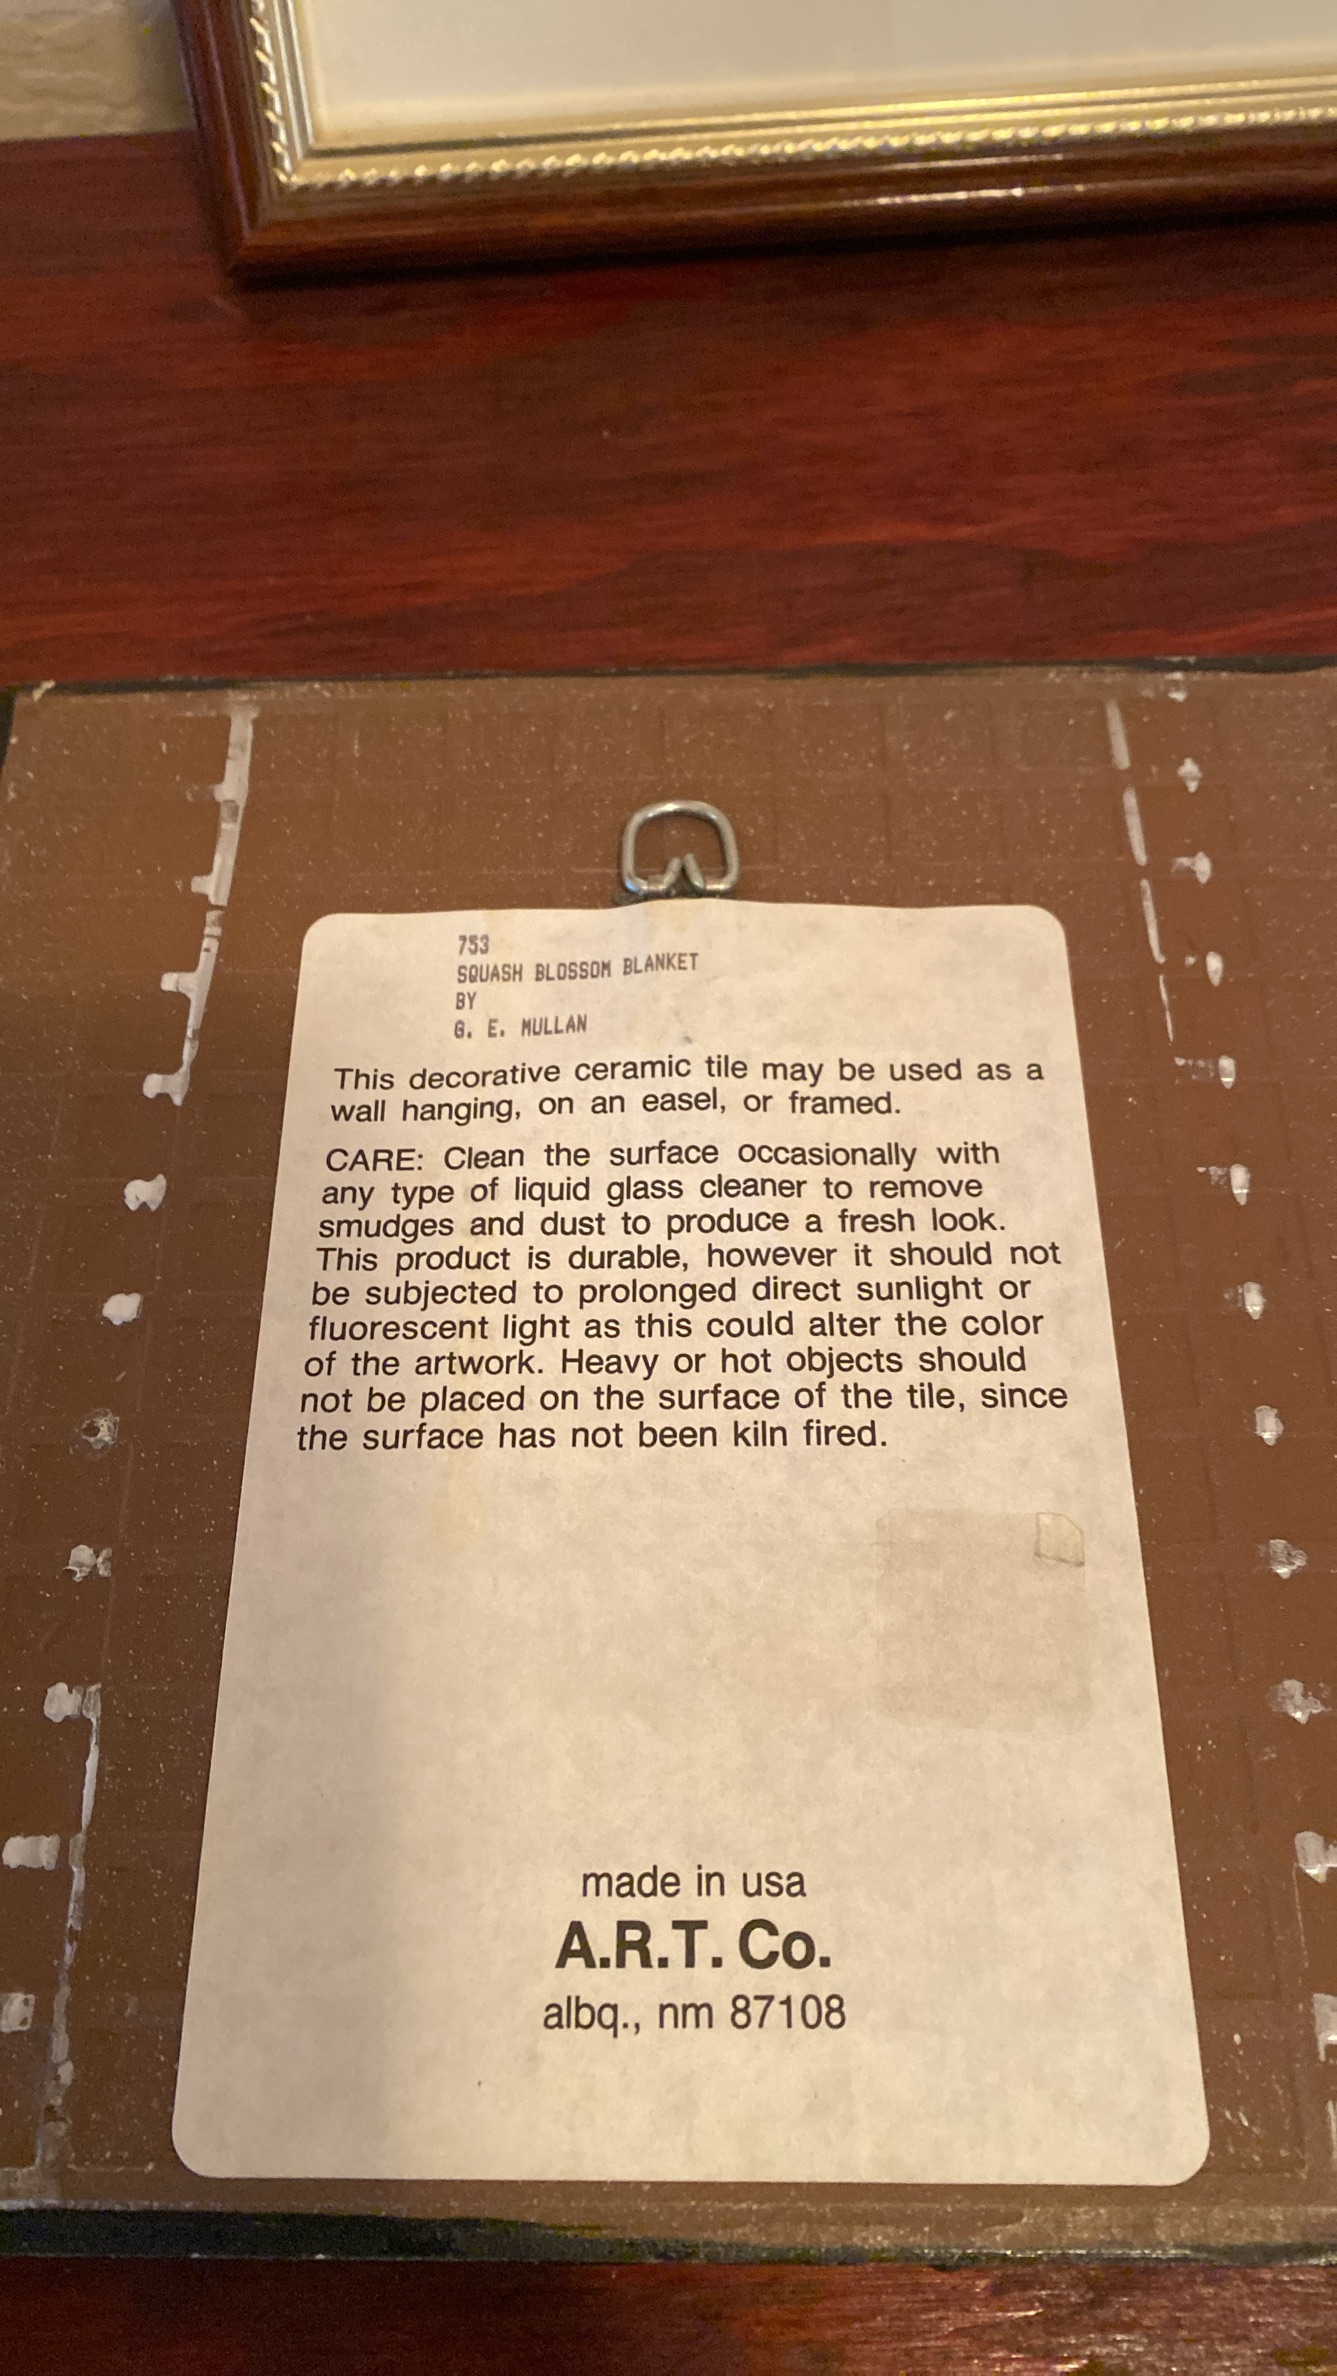 753
SQUASH BLOSSOM BLANKET
BY
G. E. MULLAN
This decorative ceramic tile may be used as a
wall hanging, on an easel, or framed.
CARE: Clean the surface occasionally with
any type of liquid glass cleaner to remove
smudges and dust to produce a fresh look.
This product is durable, however it should not
be subjected to prolonged direct sunlight or
fluorescent light as this could alter the color
of the artwork. Heavy or hot objects should
not be placed on the surface of the tile, since
the surface has not been kiln fired.
made in usa
A.R.T. Co.
albq., nm 87108